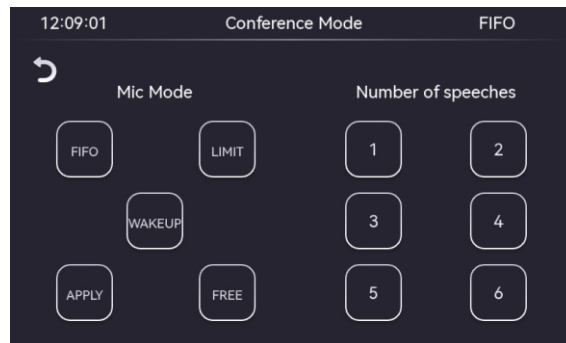 12:09:01 Conference Mode FIFO
Mic Mode Number of speeches
FIFO LIMIT 1 2
WAKEUP 3 4
APPLY FREE 5 6